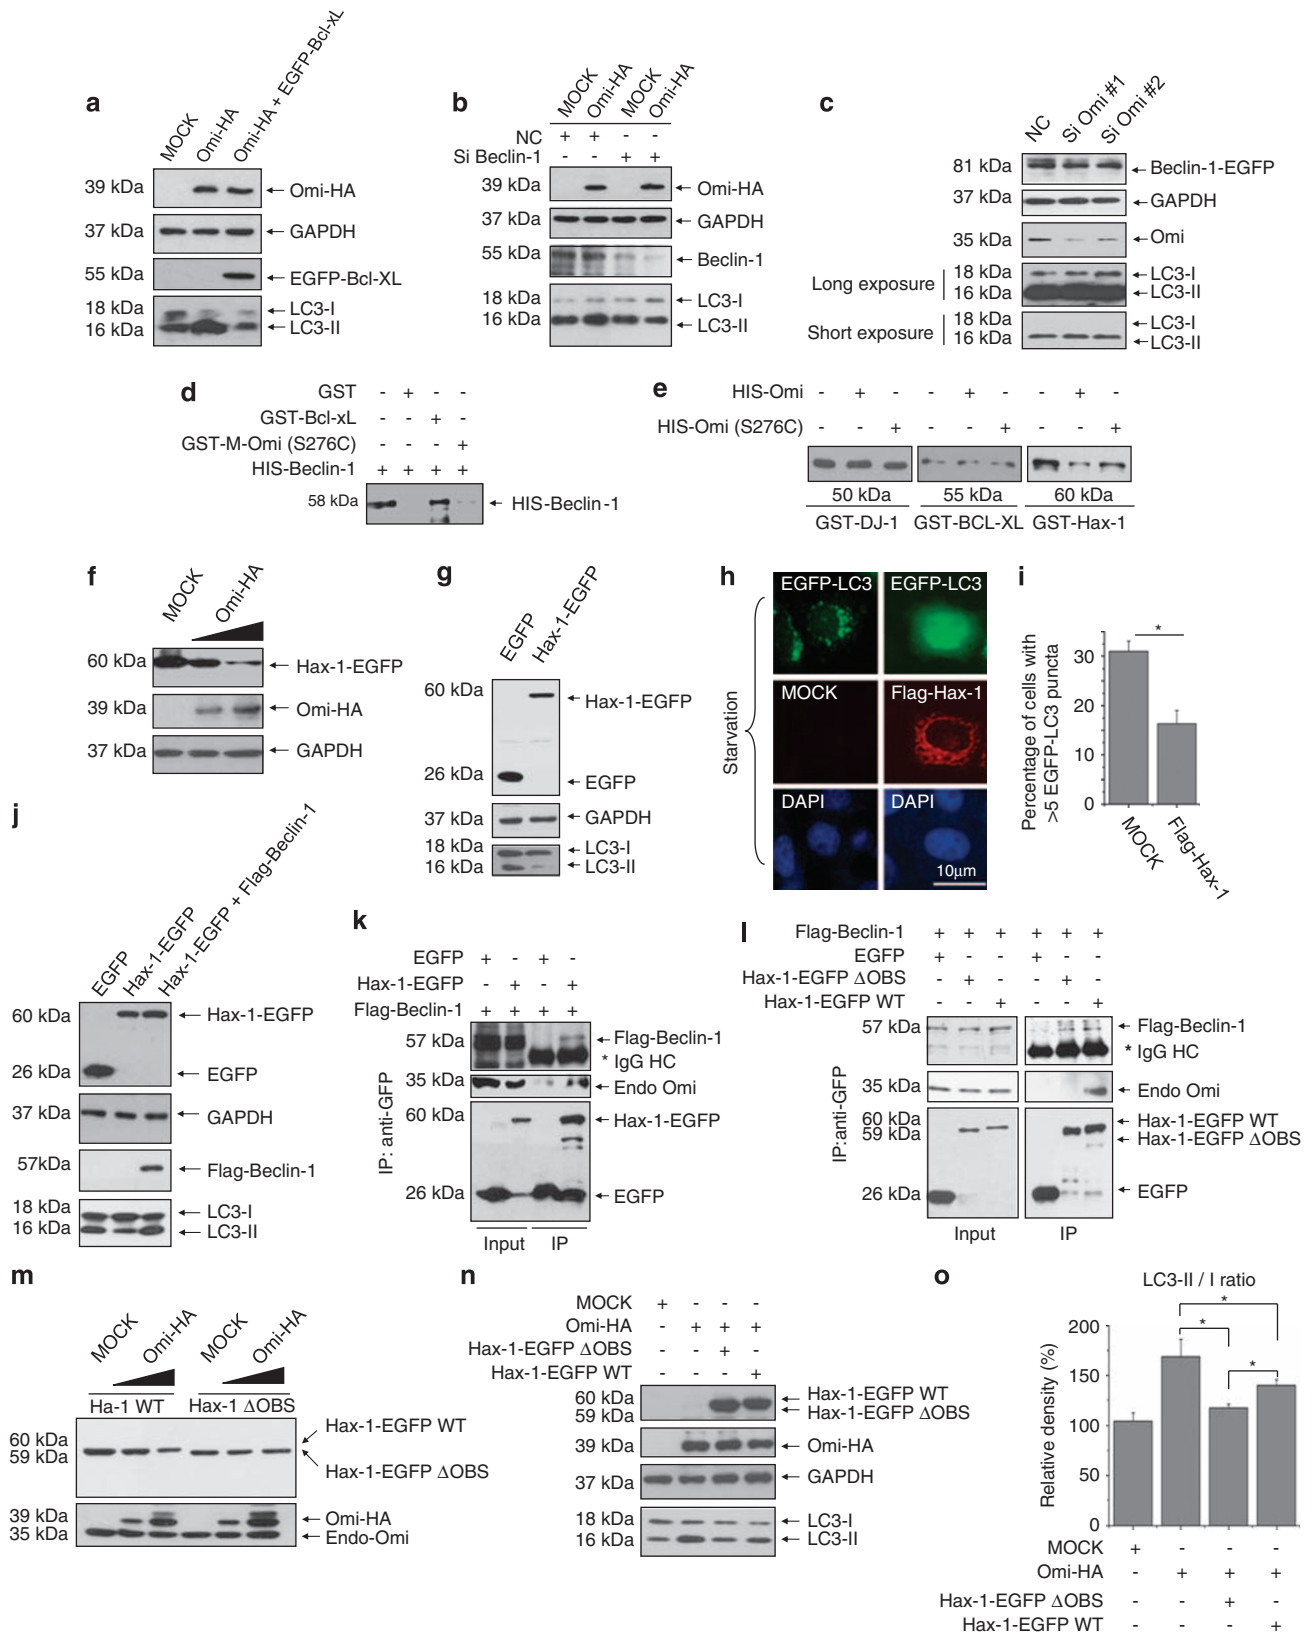 a
MOCK
Omi-HA
Omi-HA + EGFP-Bcl-xL
39 kDa
Omi-HA
37 kDa
GAPDH
55 kDa
EGFP-Bcl-XL
18 kDa
LC3-I
16 kDa
LC3-II
b
MOCK
Omi-HA
MOCK
Omi-HA
NC + + - -
Si Beclin-1 - - + +
39 kDa
Omi-HA
37 kDa
GAPDH
55 kDa
Beclin-1
18 kDa
LC3-I
16 kDa
LC3-II
c
NC
Si Omi #1
Si Omi #2
81 kDa
Beclin-1-EGFP
37 kDa
GAPDH
35 kDa
Omi
Long exposure
18 kDa
LC3-I
16 kDa
LC3-II
Short exposure
18 kDa
LC3-I
16 kDa
LC3-II
d
GST - + - -
GST-Bcl-xL - - + -
GST-M-Omi (S276C) - - - +
HIS-Beclin-1 + + + +
58 kDa
HIS-Beclin-1
e
HIS-Omi - + - - + - - + -
HIS-Omi (S276C) - - + - - + - - +
50 kDa 55 kDa 60 kDa
GST-DJ-1 GST-BCL-XL GST-Hax-1
f
MOCK
Omi-HA
60 kDa
Hax-1-EGFP
39 kDa
Omi-HA
37 kDa
GAPDH
g
EGFP
Hax-1-EGFP
60 kDa
Hax-1-EGFP
26 kDa
EGFP
37 kDa
GAPDH
18 kDa
LC3-I
16 kDa
LC3-II
h
Starvation
EGFP-LC3 EGFP-LC3
MOCK Flag-Hax-1
DAPI DAPI
10μm
i
Percentage of cells with
>5 EGFP-LC3 puncta
30
20
10
0
*
MOCK
Flag-Hax-1
j
EGFP
Hax-1-EGFP
Hax-1-EGFP + Flag-Beclin-1
60 kDa
Hax-1-EGFP
26 kDa
EGFP
37 kDa
GAPDH
57kDa
Flag-Beclin-1
18 kDa
LC3-I
16 kDa
LC3-II
k
EGFP + - + -
Hax-1-EGFP - + - +
Flag-Beclin-1 + + + +
IP: anti-GFP
57 kDa
Flag-Beclin-1
* IgG HC
35 kDa
Endo Omi
60 kDa
Hax-1-EGFP
26 kDa
EGFP
Input IP
l
Flag-Beclin-1 + + + + + +
EGFP + - - + - -
Hax-1-EGFP ΔOBS - + - - + -
Hax-1-EGFP WT - - + - - +
IP:anti-GFP
57 kDa
Flag-Beclin-1
* IgG HC
35 kDa
Endo Omi
60 kDa
Hax-1-EGFP WT
59 kDa
Hax-1-EGFP ΔOBS
26 kDa
EGFP
Input IP
m
MOCK
Omi-HA
MOCK
Omi-HA
Ha-1 WT Hax-1 ΔOBS
60 kDa
Hax-1-EGFP WT
59 kDa
Hax-1-EGFP ΔOBS
39 kDa
Omi-HA
35 kDa
Endo-Omi
n
MOCK + - - -
Omi-HA - + + +
Hax-1-EGFP ΔOBS - - + -
Hax-1-EGFP WT - - - +
60 kDa
Hax-1-EGFP WT
59 kDa
Hax-1-EGFP ΔOBS
39 kDa
Omi-HA
37 kDa
GAPDH
18 kDa
LC3-I
16 kDa
LC3-II
o
LC3-II / I ratio
Relative density (%)
200
150
100
50
0
*
*
*
MOCK + - - -
Omi-HA - + + +
Hax-1-EGFP ΔOBS - - + -
Hax-1-EGFP WT - - - +